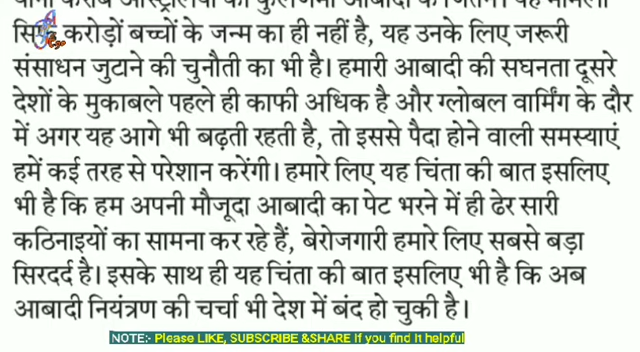 सिर्फ करोड़ों बच्चों के जन्म का ही नहीं है, यह उनके लिए जरूरी
संसाधन जुटाने की चुनौती का भी है। हमारी आबादी की सघनता दूसरे
देशों के मुकाबले पहले ही काफी अधिक है और ग्लोबल वार्मिंग के दौर
में अगर यह आगे भी बढ़ती रहती है, तो इससे पैदा होने वाली समस्याएं
हमें कई तरह से परेशान करेंगी। हमारे लिए यह चिंता की बात इसलिए
भी है कि हम अपनी मौजूदा आबादी का पेट भरने में ही ढेर सारी
कठिनाइयों का सामना कर रहे हैं, बेरोजगारी हमारे लिए सबसे बड़ा
सिरदर्द है। इसके साथ ही यह चिंता की बात इसलिए भी है कि अब
आबादी नियंत्रण की चर्चा भी देश में बंद हो चुकी है।
NOTE:- Please LIKE, SUBSCRIBE &SHARE If you find it helpful